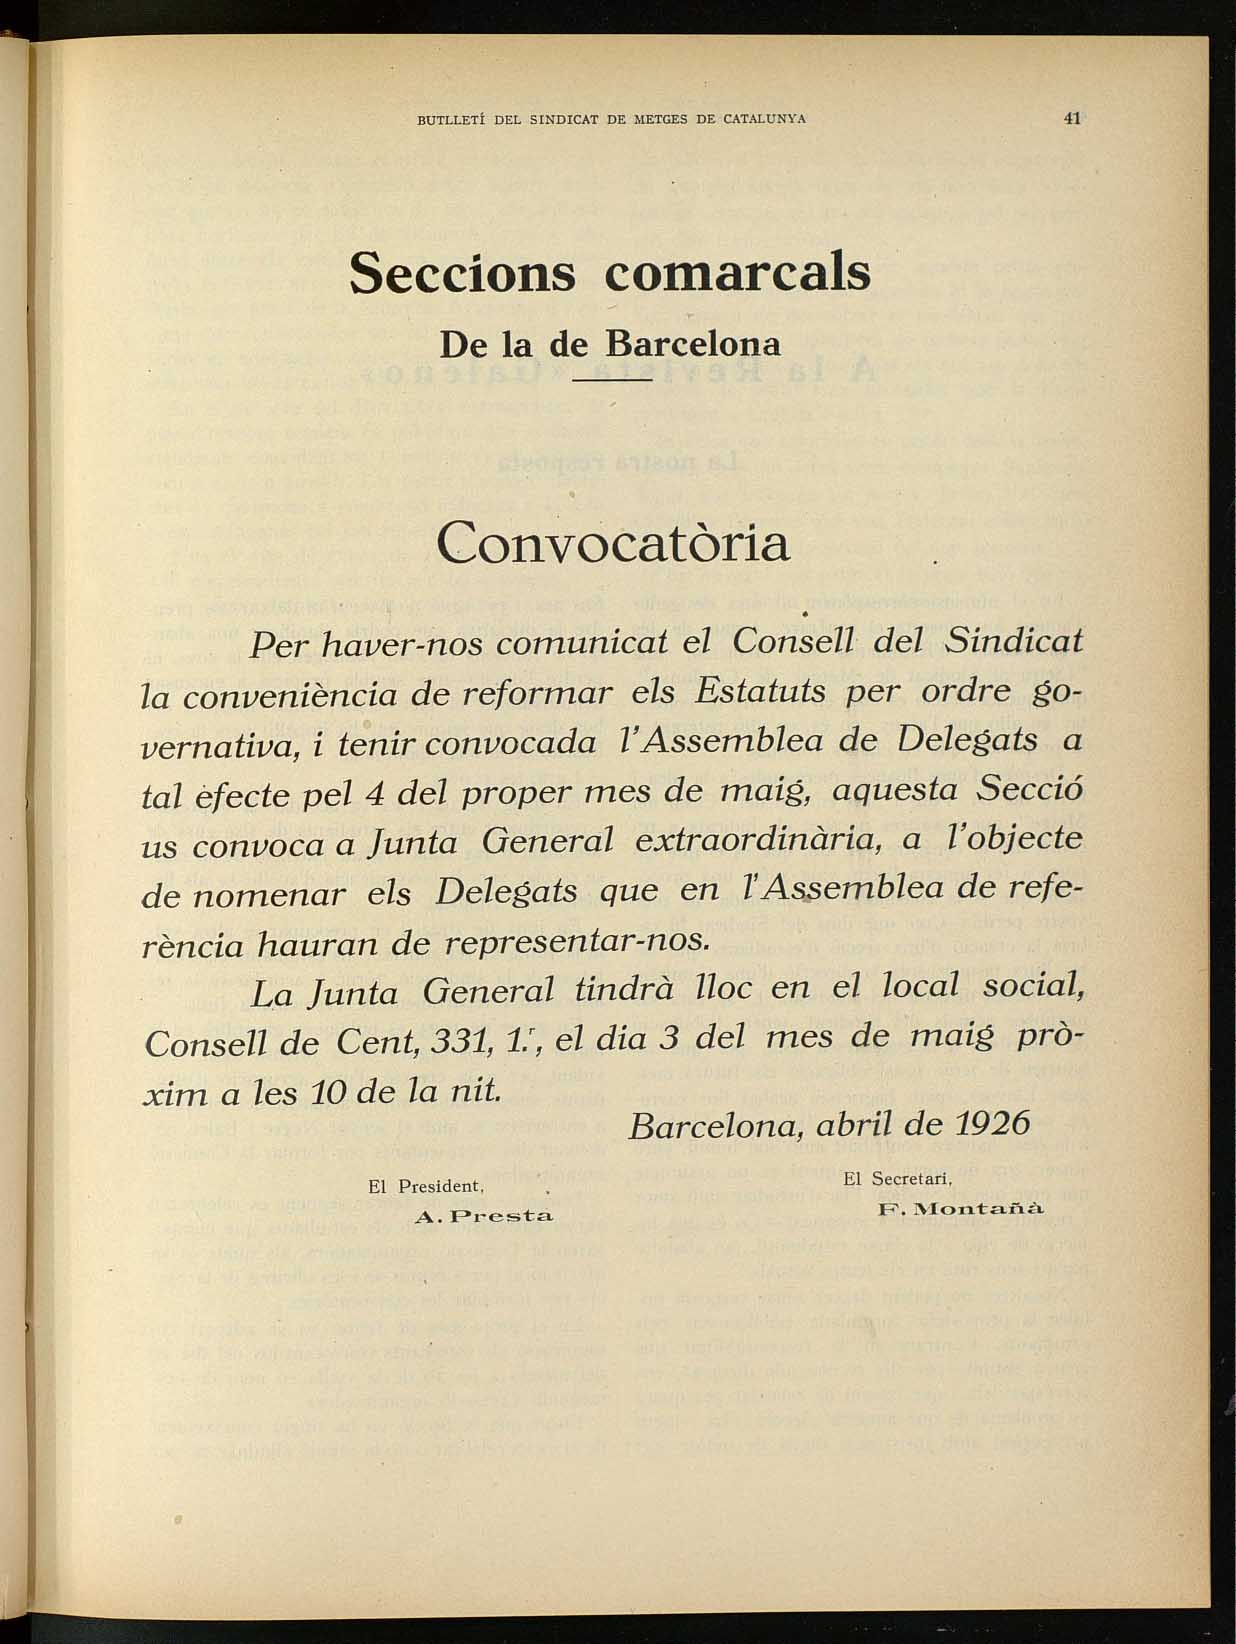 BUTLLETÍ DEL SINDICAT DE METGES DE CATALUNYA 41
Seccions comarcals
De la de Barcelona
Convocatòria
Per haver-nos comunicat el Consell del Sindicat
la conveniència de reformar els Estatuts per ordre go-
vernativa, i tenir convocada l'Assemblea de Delegats a
tal efecte pel 4 del proper mes de maig, aquesta Secció
us convoca a Junta General extraordinària, a l'objecte
de nomenar els Delegats que en l'Assemblea de refe-
rència hauran de representar-nos.
La Junta General tindrà lloc en el local social,
Consell de Cent, 331, 1.r, el dia 3 del mes de maig prò-
xim a les 10 de la nit.
Barcelona, abril de 1926
El President,
A. Presta
El Secretari,
F. Montañà